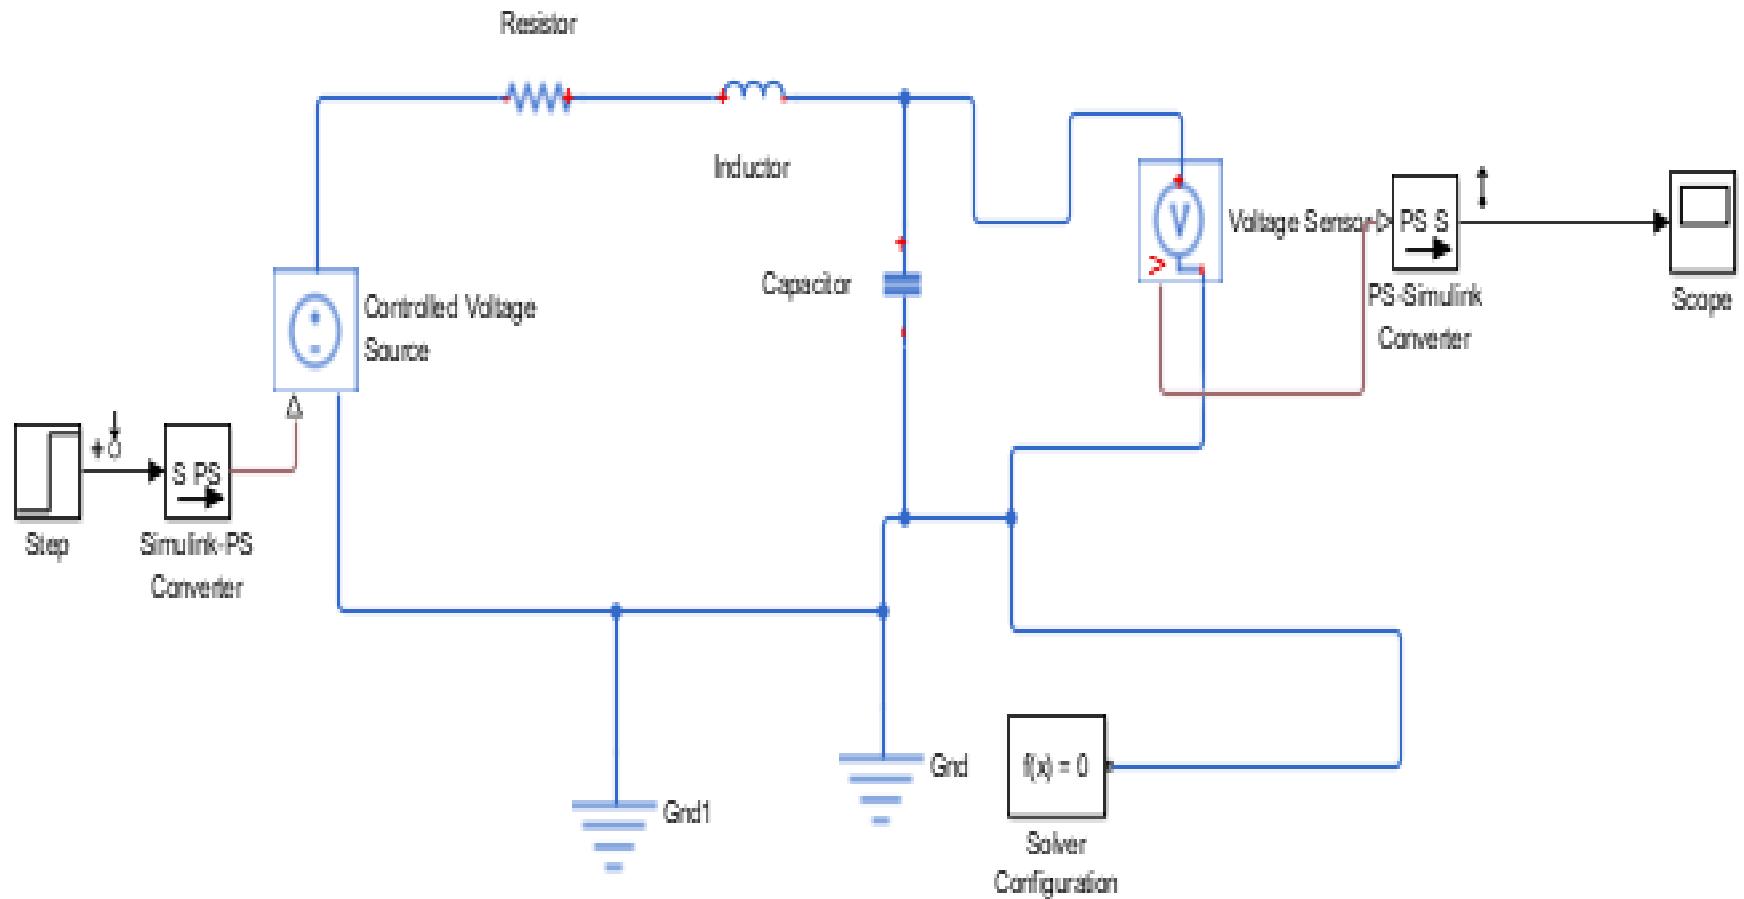 Resistor
Inductor
Capacitor
Controlled Voltage
Source
V
Voltage Sensor
PS S
PS-Simulink
Converter
Scope
Step
S PS
Simulink-PS
Converter
Gnd1
Gnd
f(x) = 0
Solver
Configuration